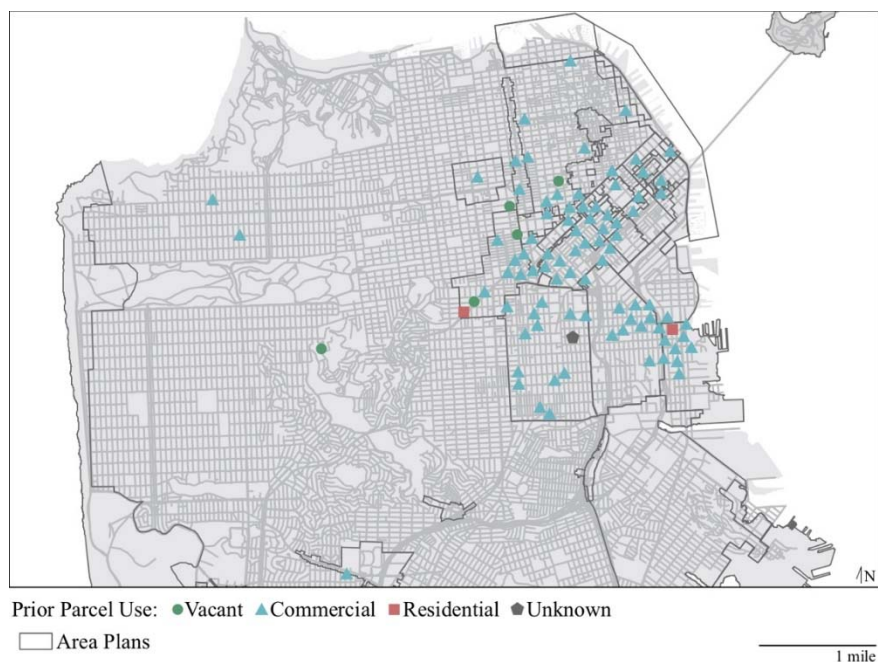 N
Prior Parcel Use: Vacant Commercial Residential Unknown
Area Plans
1 mile